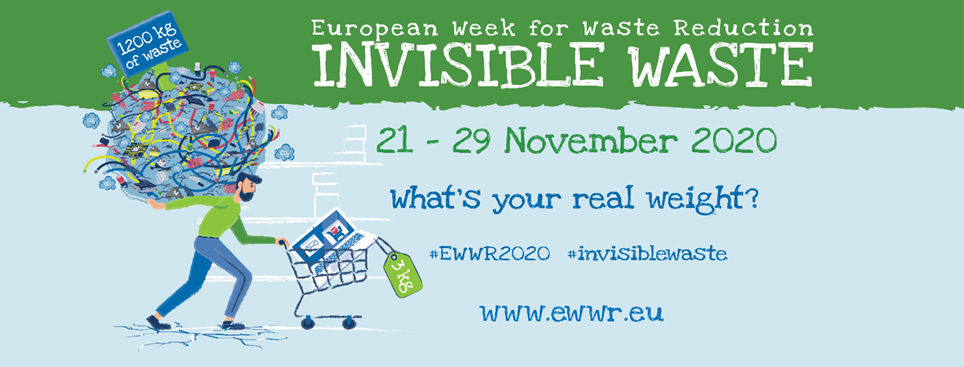 1200 kg
of waste
European Week for Waste Reduction
INVISIBLE WASTE
21 - 29 November 2020
What's your real weight?
3 kg
#EWWR2020 #invisiblewaste
www.ewwr.eu